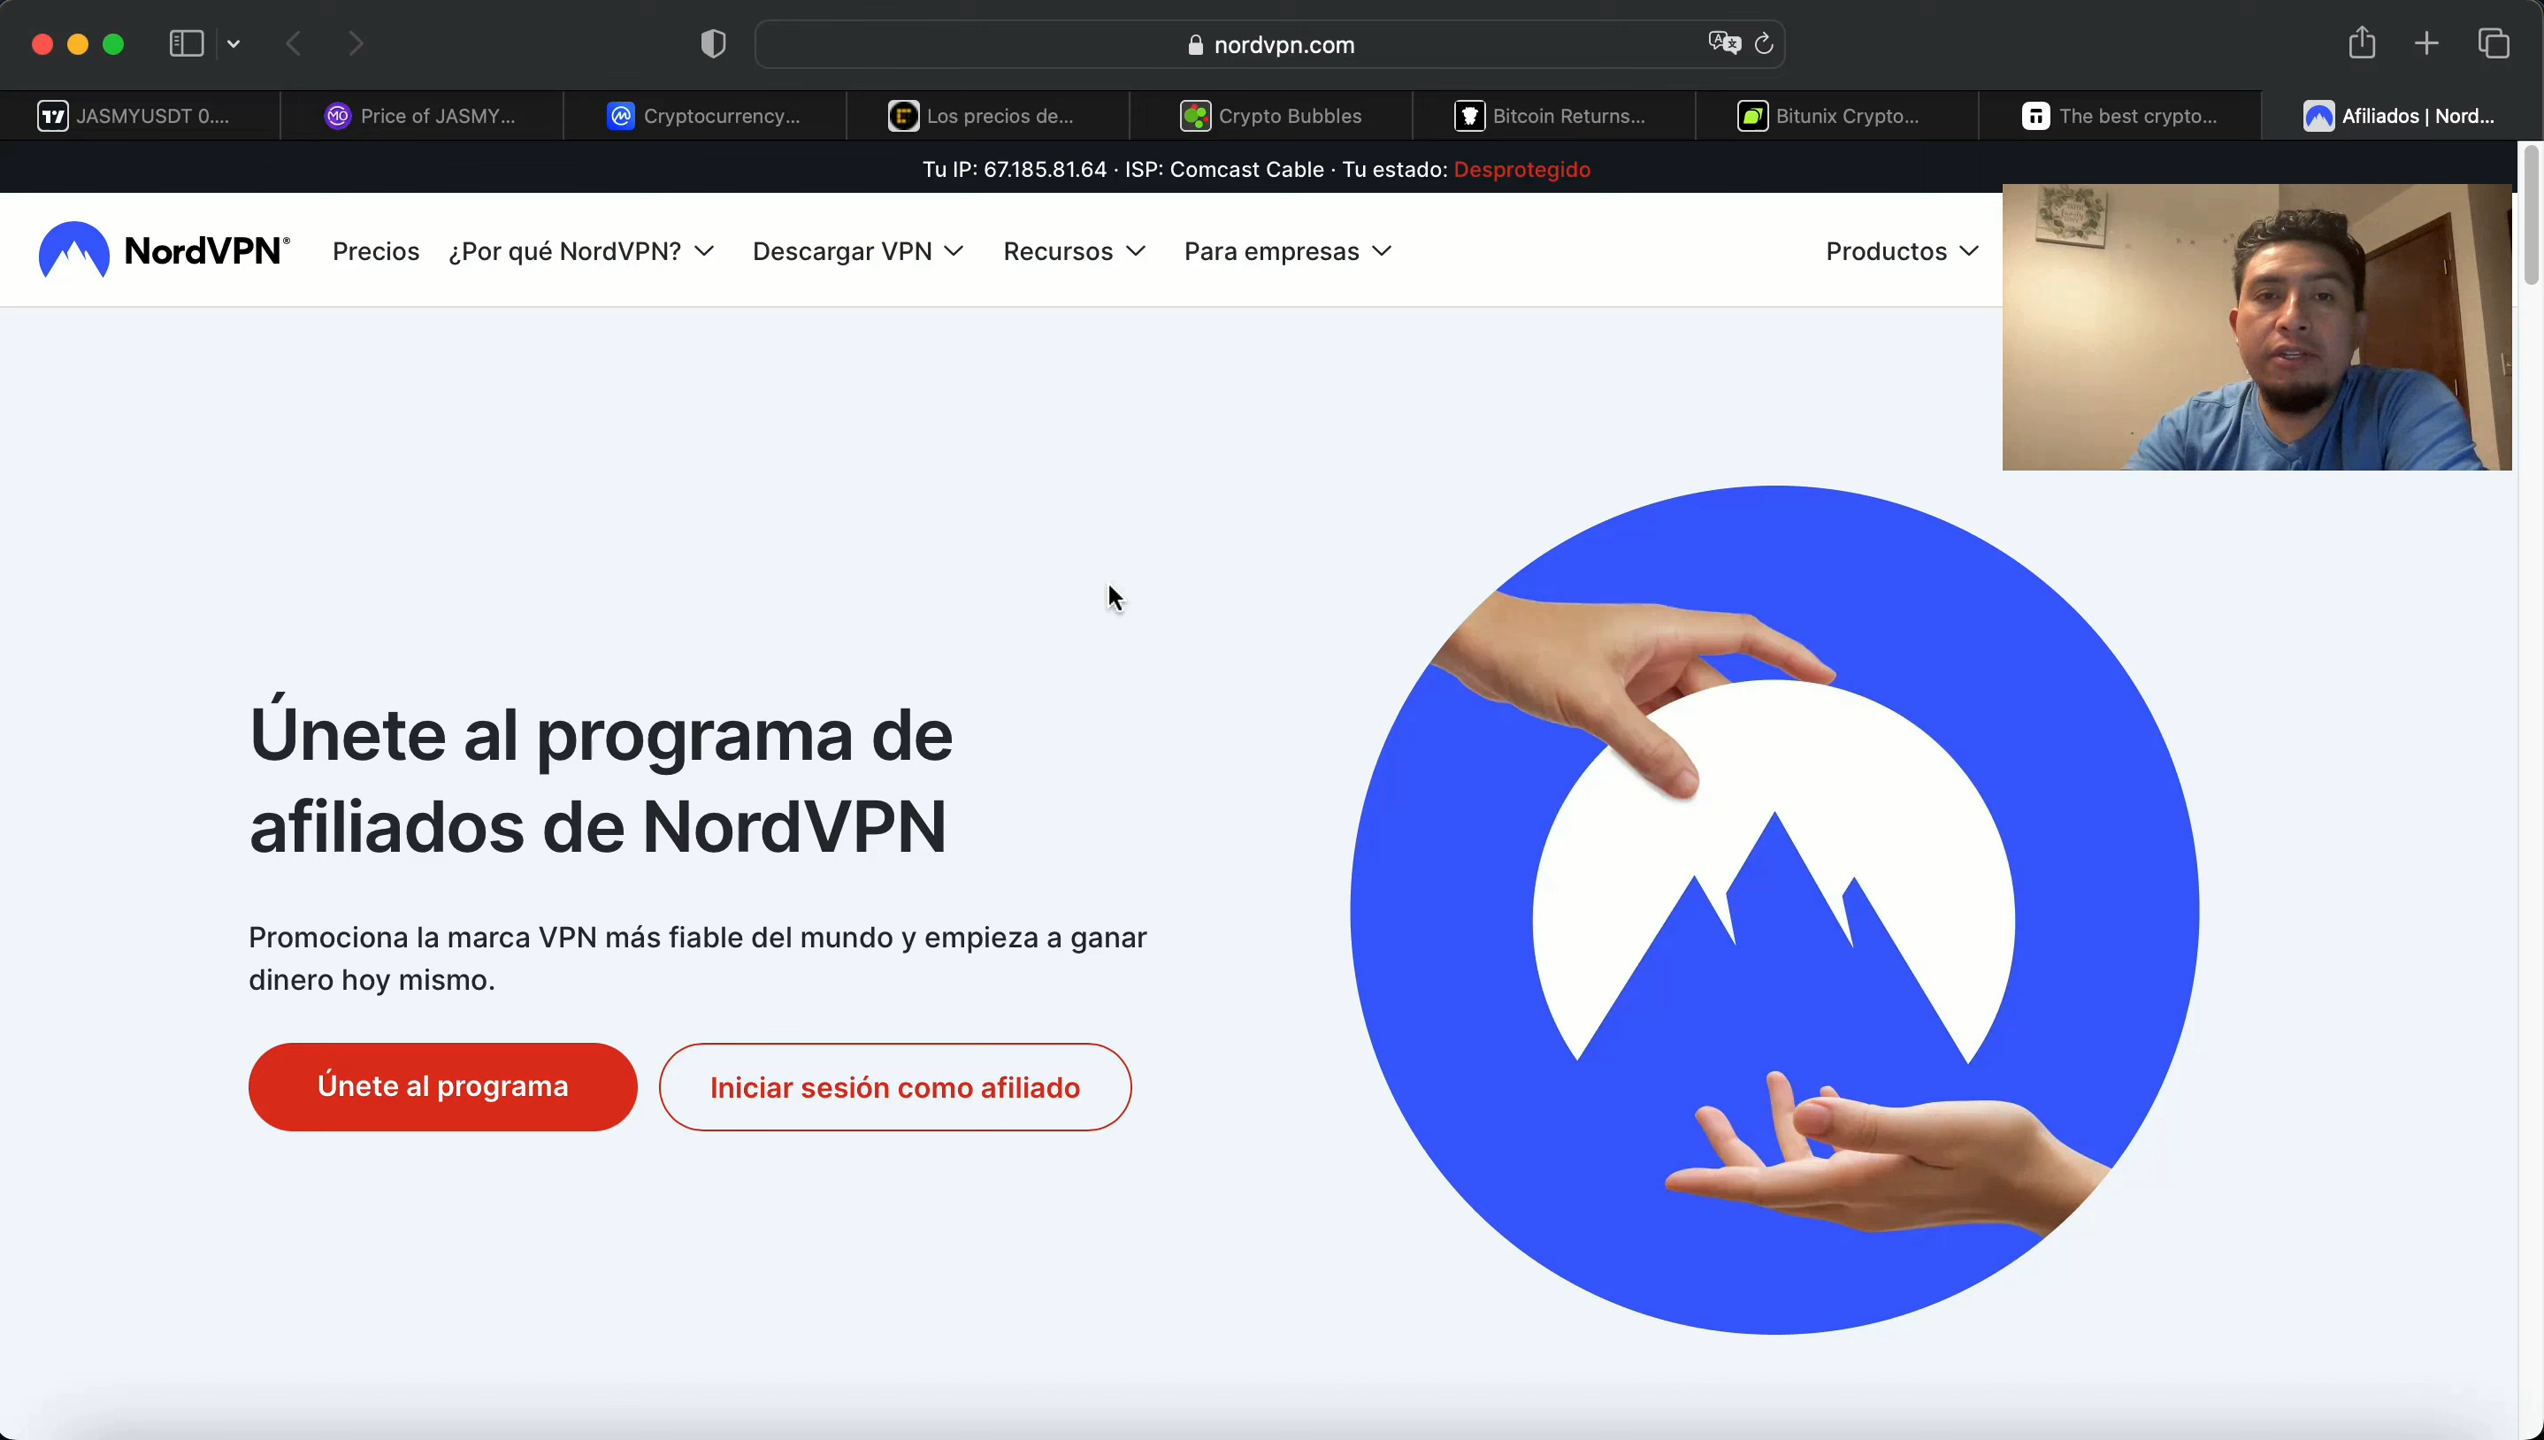 nordvpn.com
JASMYUSDT 0....
Price of JASMY...
Cryptocurrency...
Los precios de...
Crypto Bubbles
Bitcoin Returns...
Bitunix Crypto...
The best crypto...
Afiliados | Nord...
Tu IP: 67.185.81.64 · ISP: Comcast Cable · Tu estado: Desprotegido
NordVPN®
Precios
¿Por qué NordVPN?
Descargar VPN
Recursos
Para empresas
Productos
Únete al programa de
afiliados de NordVPN
Promociona la marca VPN más fiable del mundo y empieza a ganar
dinero hoy mismo.
Únete al programa
Iniciar sesión como afiliado